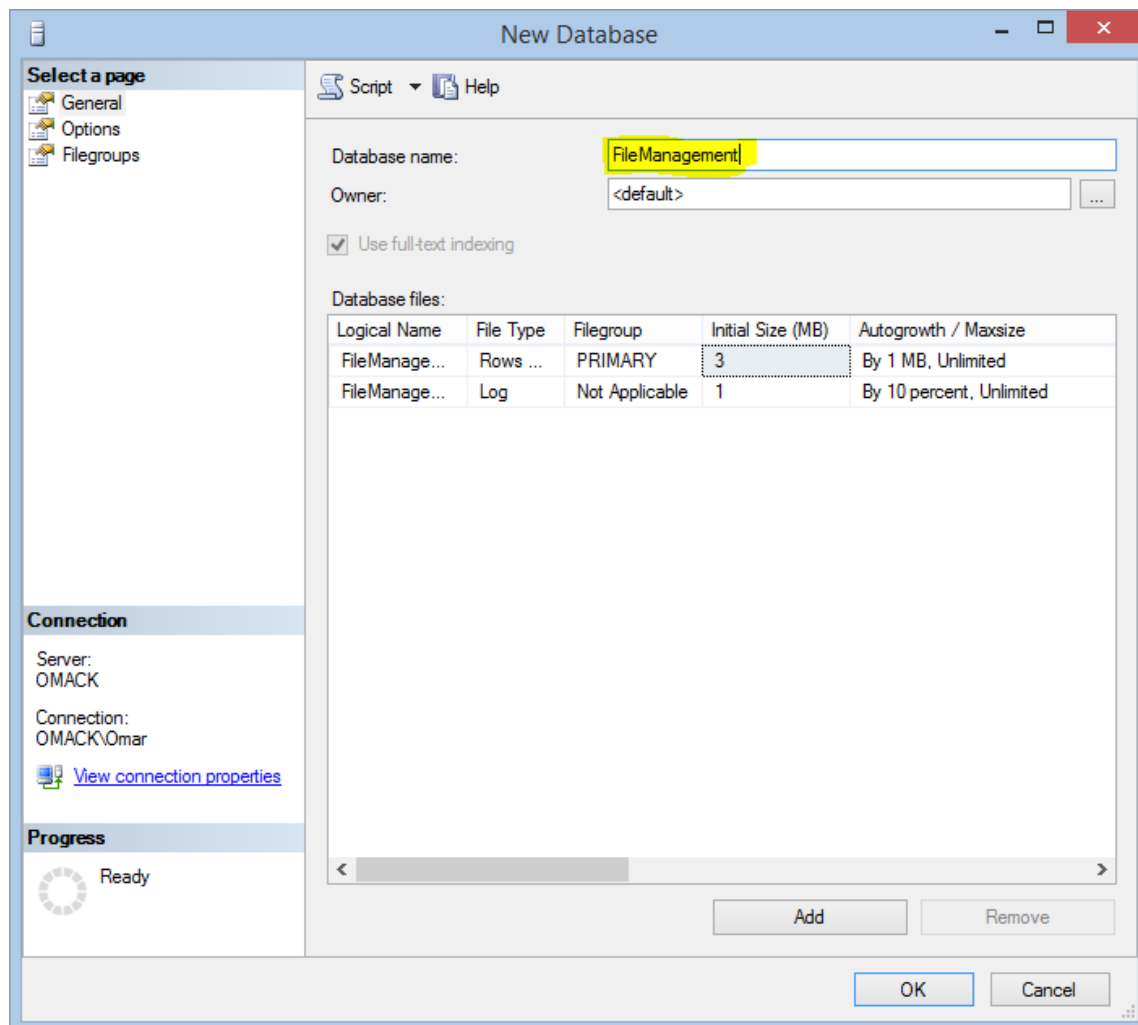 New Database
Select a page
General
Options
Filegroups
Script Help
Database name: FileManagement
Owner: <default> ...
Use full-text indexing
Database files:
Logical Name File Type Filegroup Initial Size (MB) Autogrowth / Maxsize
FileManage... Rows ... PRIMARY 3 By 1 MB, Unlimited
FileManage... Log Not Applicable 1 By 10 percent, Unlimited
Connection
Server:
OMACK
Connection:
OMACK\Omar
View connection properties
Progress
Ready
Add Remove
OK Cancel